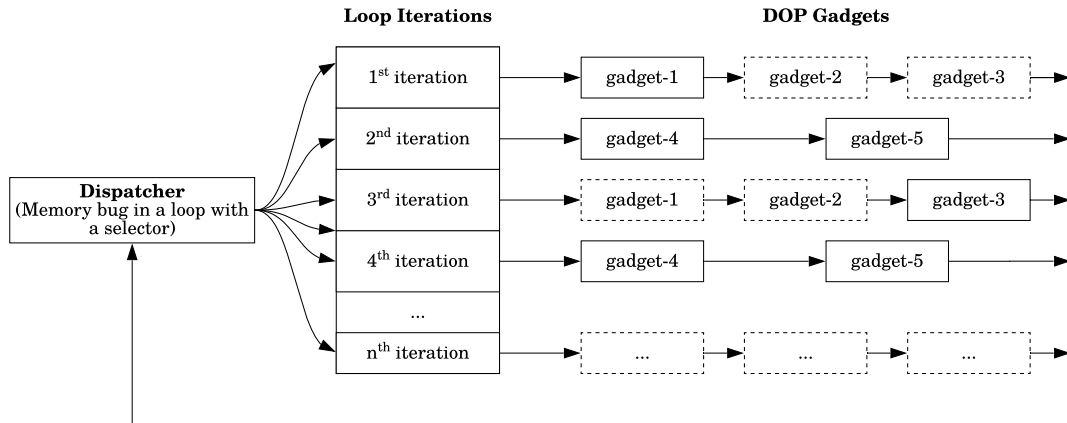 Loop Iterations
DOP Gadgets
1st iteration
gadget-1
gadget-2
gadget-3
2nd iteration
gadget-4
gadget-5
Dispatcher
(Memory bug in a loop with
a selector)
3rd iteration
gadget-1
gadget-2
gadget-3
4th iteration
gadget-4
gadget-5
...
nth iteration
...
...
...